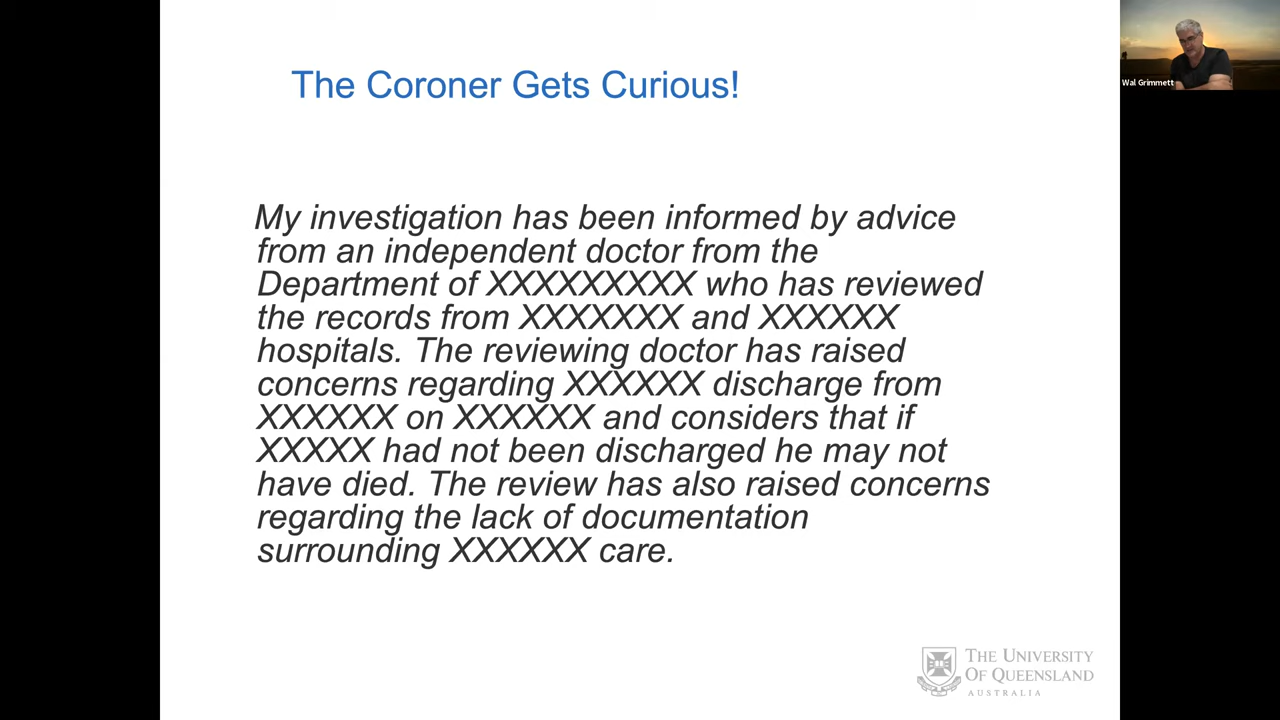 The Coroner Gets Curious!
Wal Grimmett
My investigation has been informed by advice
from an independent doctor from the
Department of XXXXXXXXX who has reviewed
the records from XXXXXXX and XXXXXX
hospitals. The reviewing doctor has raised
concerns regarding XXXXXX discharge from
XXXXXX on XXXXXX and considers that if
XXXXX had not been discharged he may not
have died. The review has also raised concerns
regarding the lack of documentation
surrounding XXXXXX care.
THE UNIVERSITY
OF QUEENSLAND
AUSTRALIA